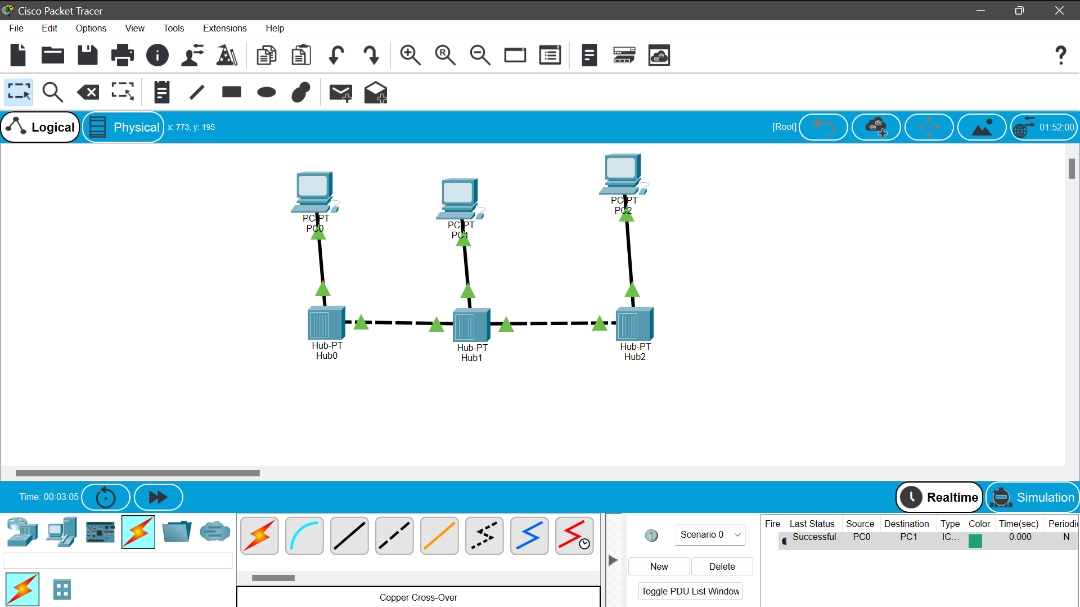 Cisco Packet Tracer
File Edit Options View Tools Extensions Help
Logical Physical x: 773, y: 195 [Root] 01:52:00
PC-PT
PC0
PC-PT
PC1
PC-PT
PC2
Hub-PT
Hub0
Hub-PT
Hub1
Hub-PT
Hub2
Time: 00:03:05 Realtime Simulation
Scenario 0
New Delete
Toggle PDU List Window
Copper Cross-Over
Fire Last Status Source Destination Type Color Time(sec) Periodic
Successful PC0 PC1 IC... 0.000 N